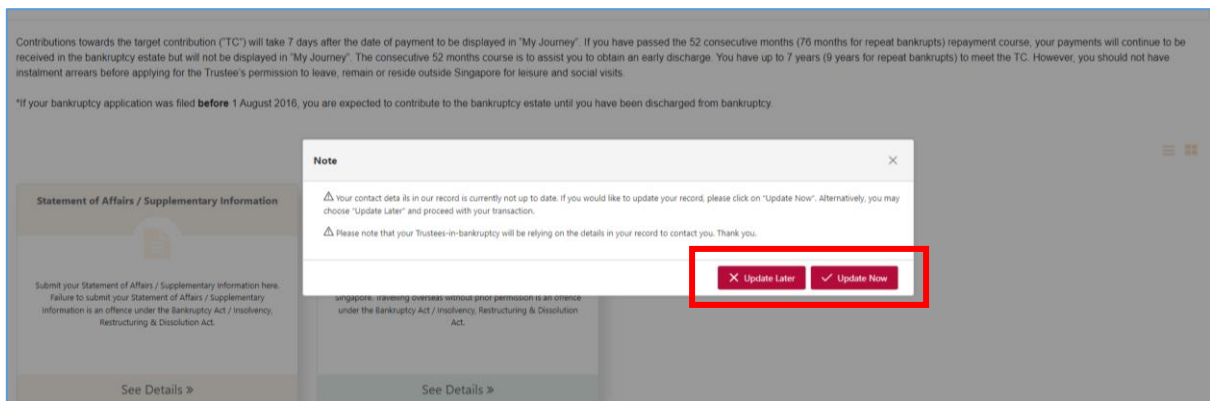 Contributions towards the target contribution ("TC") will take 7 days after the date of payment to be displayed in "My Journey". If you have passed the 52 consecutive months (76 months for repeat bankrupts) repayment course, your payments will continue to be
received in the bankruptcy estate but will not be displayed in "My Journey". The consecutive 52 months course is to assist you to obtain an early discharge. You have up to 7 years (9 years for repeat bankrupts) to meet the TC. However, you should not have
instalment arrears before applying for the Trustee's permission to leave, remain or reside outside Singapore for leisure and social visits.
*If your bankruptcy application was filed before 1 August 2016, you are expected to contribute to the bankruptcy estate until you have been discharged from bankruptcy.
Note
Your contact deta ils in our record is currently not up to date. If you would like to update your record, please click on "Update Now". Alternatively, you may
choose "Update Later" and proceed with your transaction.
Please note that your Trustees-in-bankruptcy will be relying on the details in your record to contact you. Thank you.
Update Later
Update Now
Statement of Affairs / Supplementary Information
Submit your Statement of Affairs / Supplementary Information here.
Failure to submit your Statement of Affairs / Supplementary
Information is an offence under the Bankruptcy Act / Insolvency,
Restructuring & Dissolution Act.
See Details »
Singapore. Travelling overseas without prior permission is an offence
under the Bankruptcy Act / Insolvency, Restructuring & Dissolution
Act.
See Details »